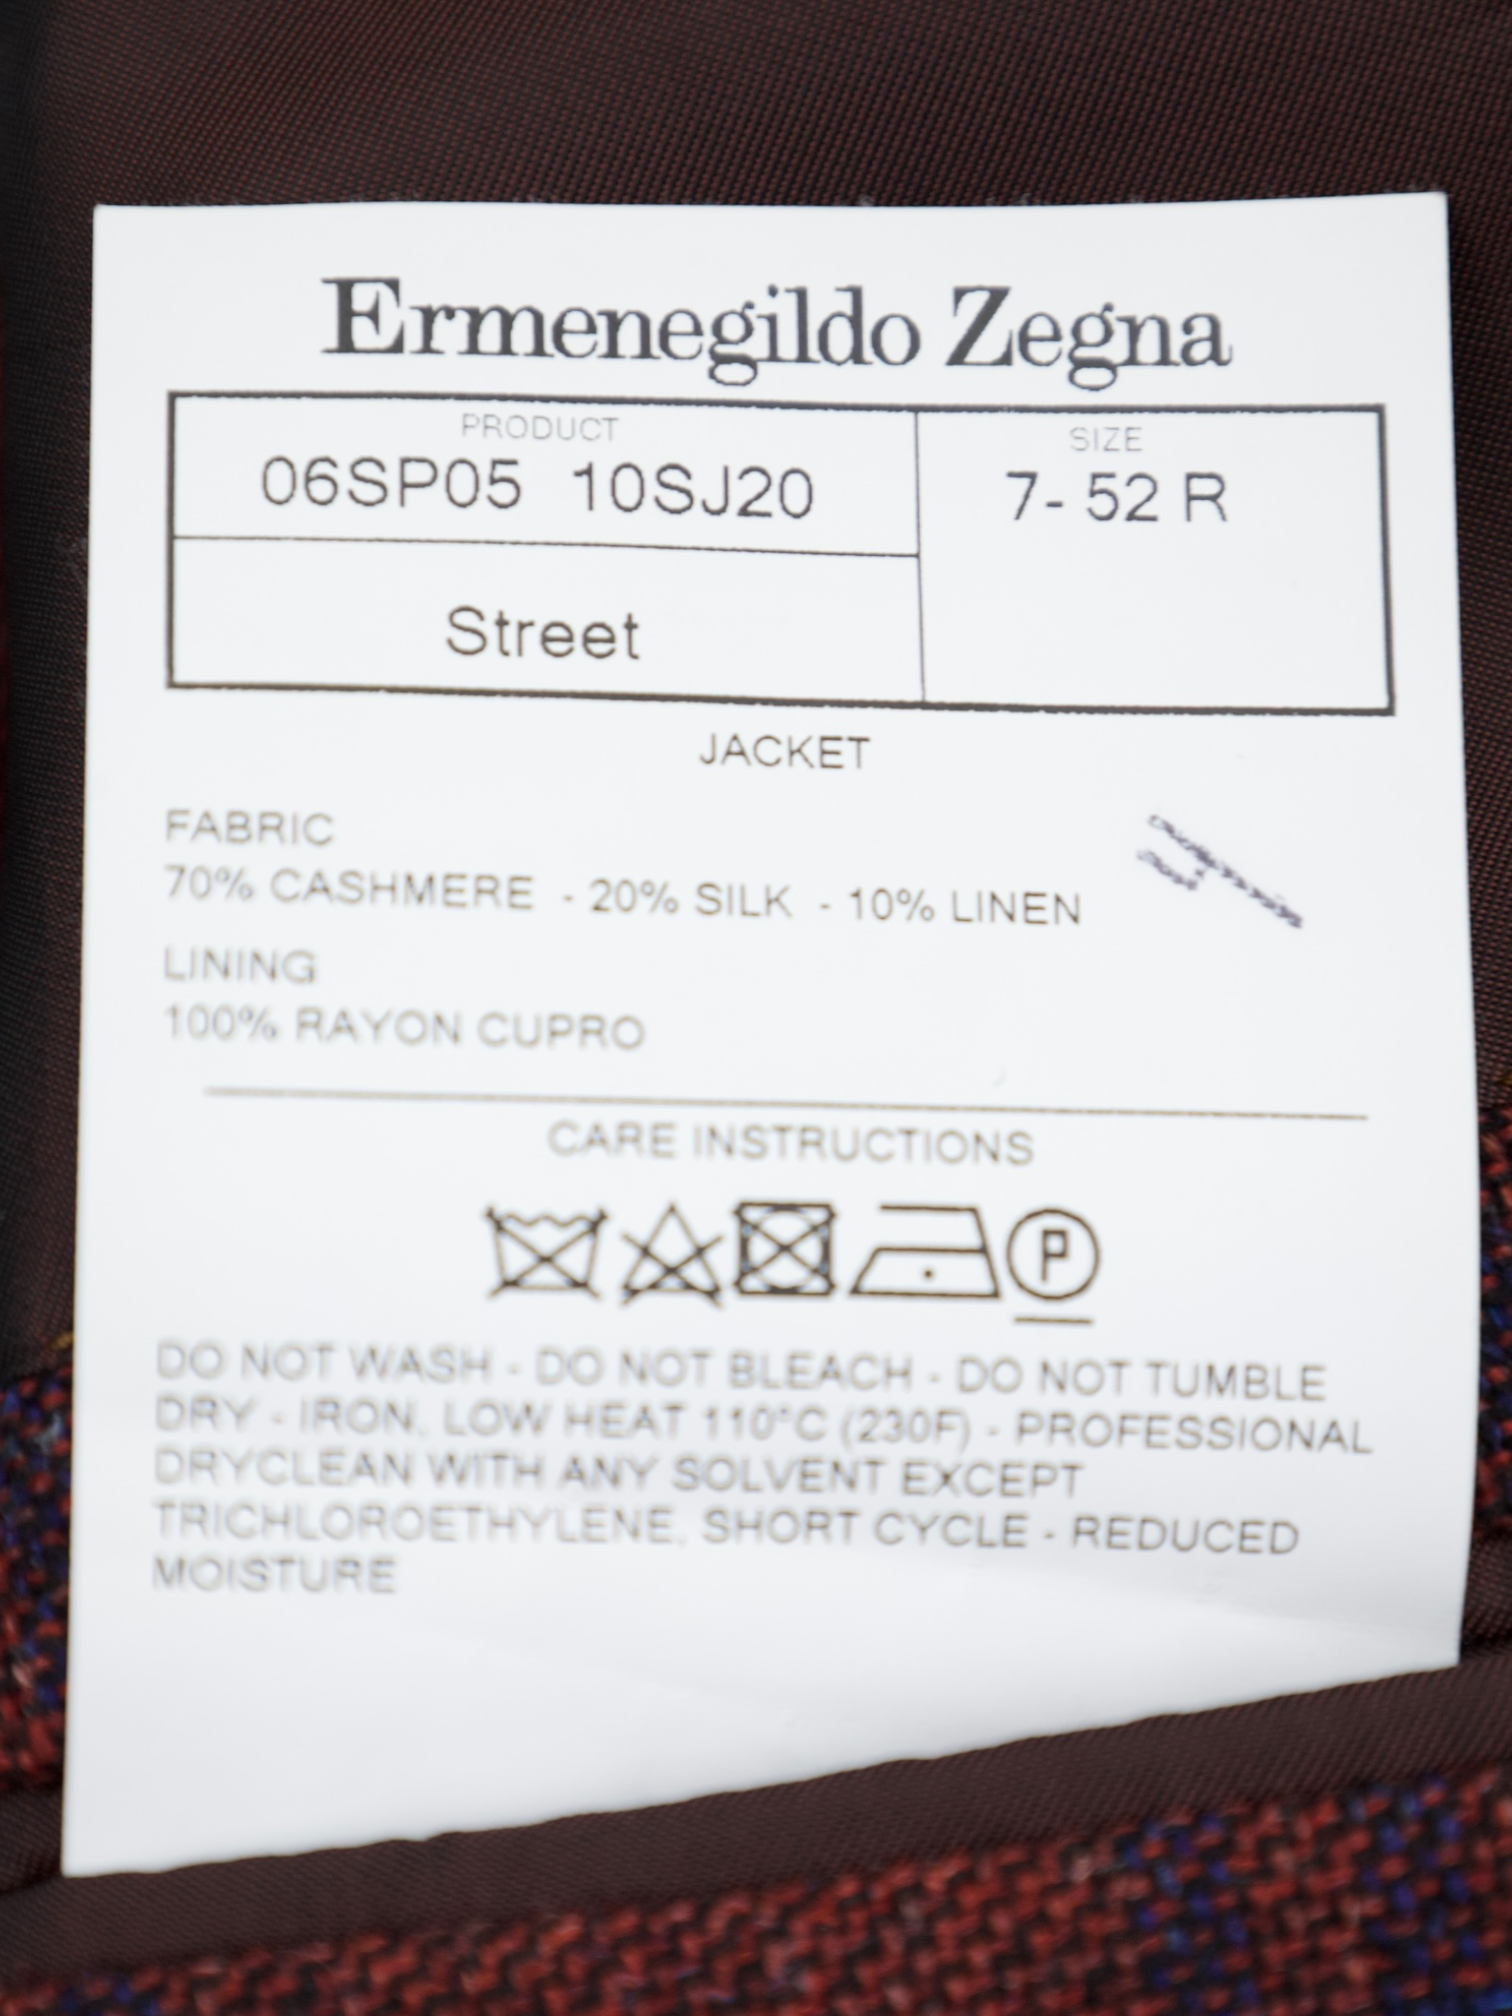 Ermenegildo Zegna
PRODUCT
06SP05 10SJ20
SIZE
7- 52 R
Street
JACKET
FABRIC
70% CASHMERE - 20% SILK - 10% LINEN
LINING
100% RAYON CUPRO
CARE INSTRUCTIONS
P
DO NOT WASH - DO NOT BLEACH - DO NOT TUMBLE
DRY - IRON, LOW HEAT 110°C (230F) - PROFESSIONAL
DRYCLEAN WITH ANY SOLVENT EXCEPT
TRICHLOROETHYLENE, SHORT CYCLE - REDUCED
MOISTURE